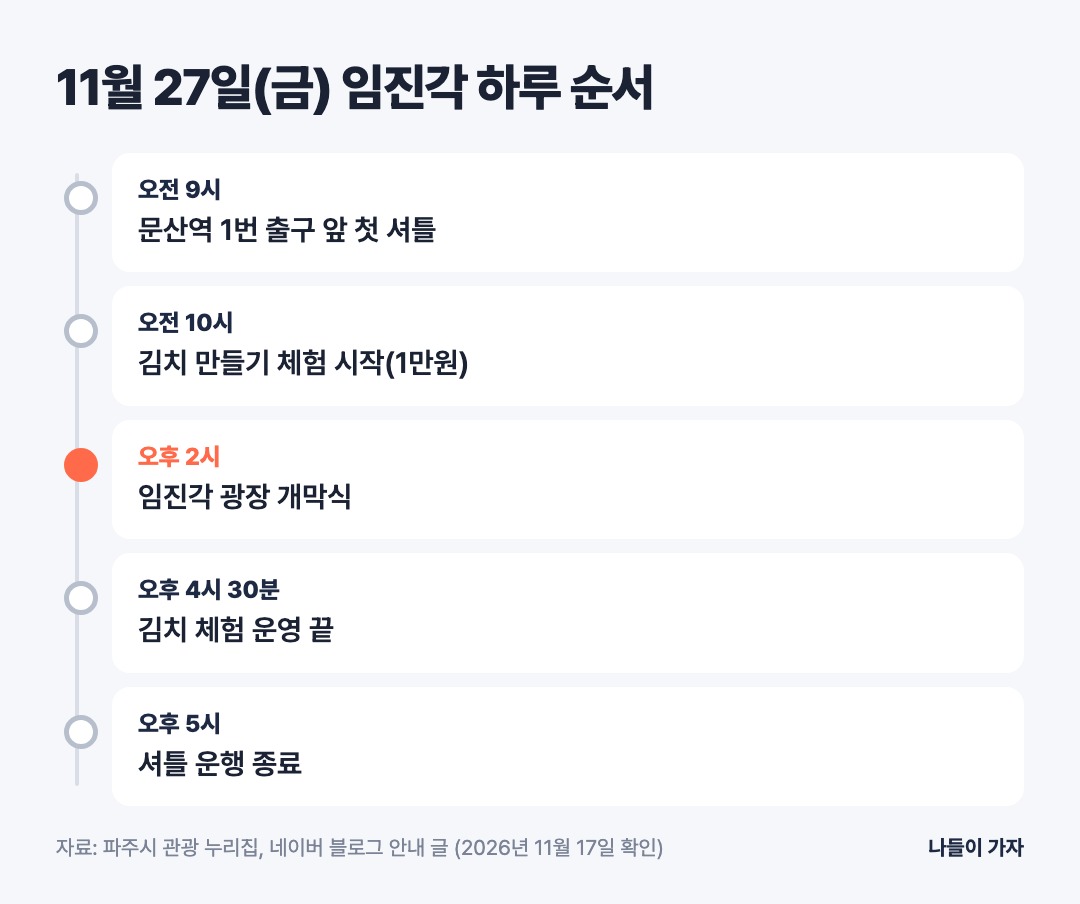 11월 27일(금) 임진각 하루 순서
오전 9시
문산역 1번 출구 앞 첫 셔틀
오전 10시
김치 만들기 체험 시작(1만원)
오후 2시
임진각 광장 개막식
오후 4시 30분
김치 체험 운영 끝
오후 5시
셔틀 운행 종료
자료: 파주시 관광 누리집, 네이버 블로그 안내 글 (2026년 11월 17일 확인)
나들이 가자